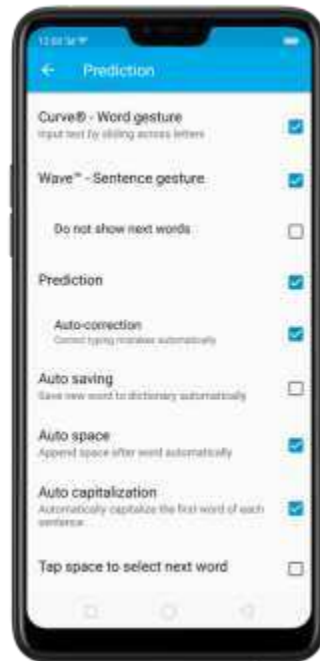 Prediction
Curve® - Word gesture
Input text by sliding across letters
Wave™ - Sentence gesture
Do not show next words
Prediction
Auto-correction
Correct typing mistakes automatically
Auto saving
Save new word to dictionary automatically
Auto space
Append space after word automatically
Auto capitalization
Automatically capitalize the first word of each
sentence
Tap space to select next word